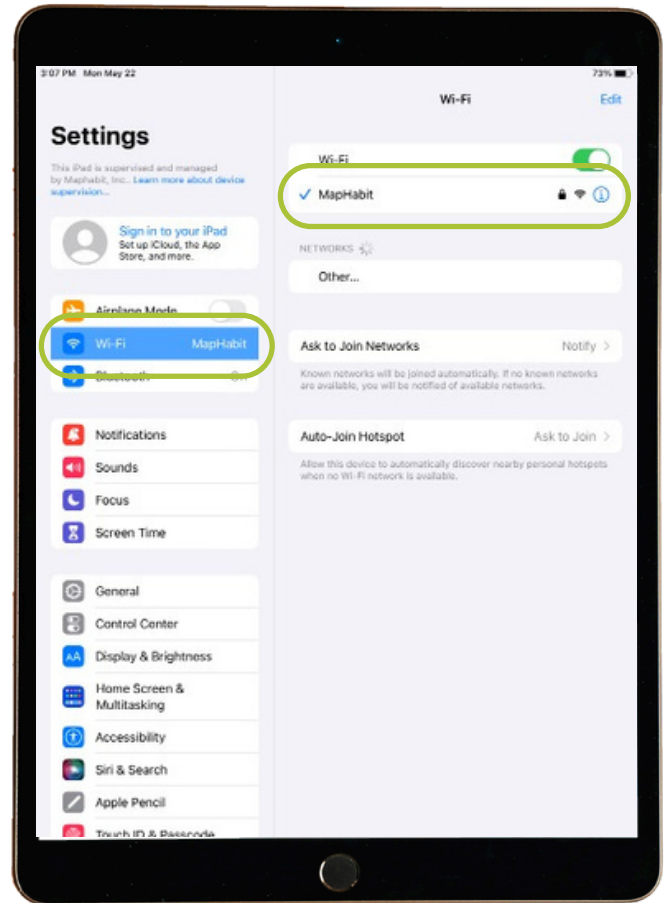 3:07 PM Mon May 22
73%
Settings
This iPad is supervised and managed
by Maphabit, Inc.. Learn more about device
supervision...
Sign in to your iPad
Set up iCloud, the App
Store, and more.
Airplane Mode
Wi-Fi MapHabit
Bluetooth On
Notifications
Sounds
Focus
Screen Time
General
Control Center
AA Display & Brightness
Home Screen &
Multitasking
Accessibility
Siri & Search
Apple Pencil
Touch ID & Passcode
Wi-Fi Edit
Wi-Fi
MapHabit
NETWORKS
Other...
Ask to Join Networks Notify
Known networks will be joined automatically. If no known networks
are available, you will be notified of available networks.
Auto-Join Hotspot Ask to Join
Allow this device to automatically discover nearby personal hotspots
when no Wi-Fi network is available.